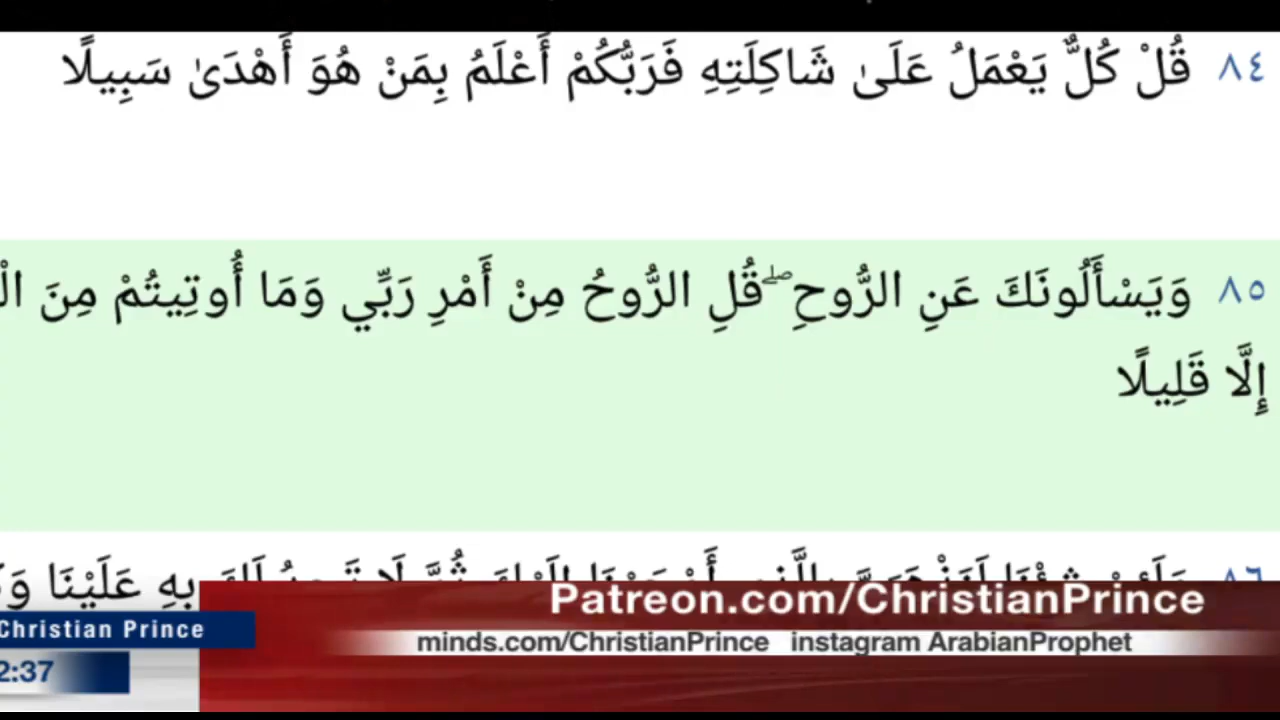 ٨٤ قُلْ كُلٌّ يَعْمَلُ عَلَىٰ شَاكِلَتِهِ فَرَبُّكُمْ أَعْلَمُ بِمَنْ هُوَ أَهْدَىٰ سَبِيلًا
٨٥ وَيَسْأَلُونَكَ عَنِ الرُّوحِ ۖ قُلِ الرُّوحُ مِنْ أَمْرِ رَبِّي وَمَا أُوتِيتُمْ مِنَ
إِلَّا قَلِيلًا
بِهِ عَلَيْنَا
Patreon.com/ChristianPrince
Christian Prince
minds.com/ChristianPrince instagram ArabianProphet
2:37